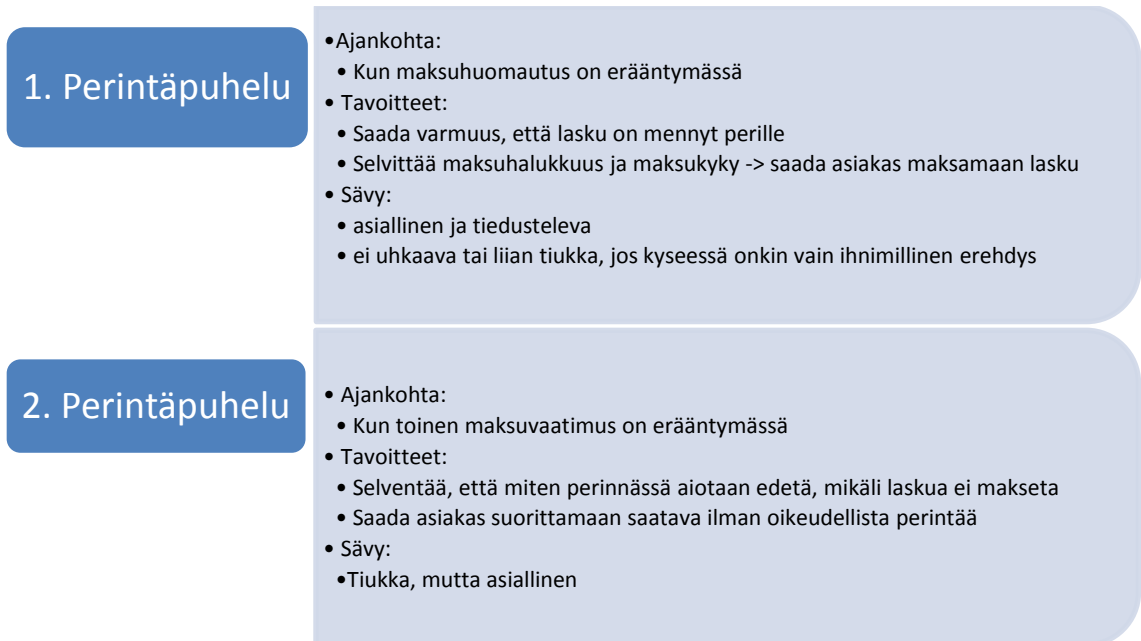 1. Perintäpuhelu
•Ajankohta:
• Kun maksuhuomautus on erääntymässä
• Tavoitteet:
• Saada varmuus, että lasku on mennyt perille
• Selvittää maksuhalukkuus ja maksukyky -> saada asiakas maksamaan lasku
• Sävy:
• asiallinen ja tiedusteleva
• ei uhkaava tai liian tiukka, jos kyseessä onkin vain ihnimillinen erehdys
2. Perintäpuhelu
• Ajankohta:
• Kun toinen maksuvaatimus on erääntymässä
• Tavoitteet:
• Selventää, että miten perinnässä aiotaan edetä, mikäli laskua ei makseta
• Saada asiakas suorittamaan saatava ilman oikeudellista perintää
• Sävy:
•Tiukka, mutta asiallinen